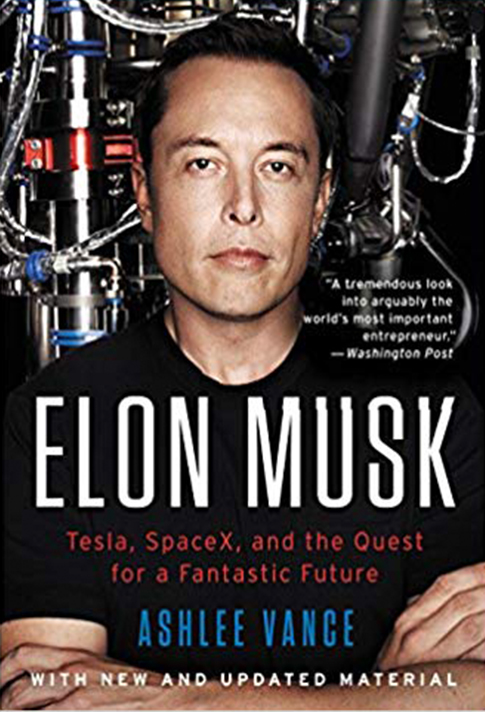 "A tremendous look
into arguably the
world's most important
entrepreneur."
—Washington Post
ELON MUSK
Tesla, SpaceX, and the Quest
for a Fantastic Future
ASHLEE VANCE
WITH NEW AND UPDATED MATERIAL